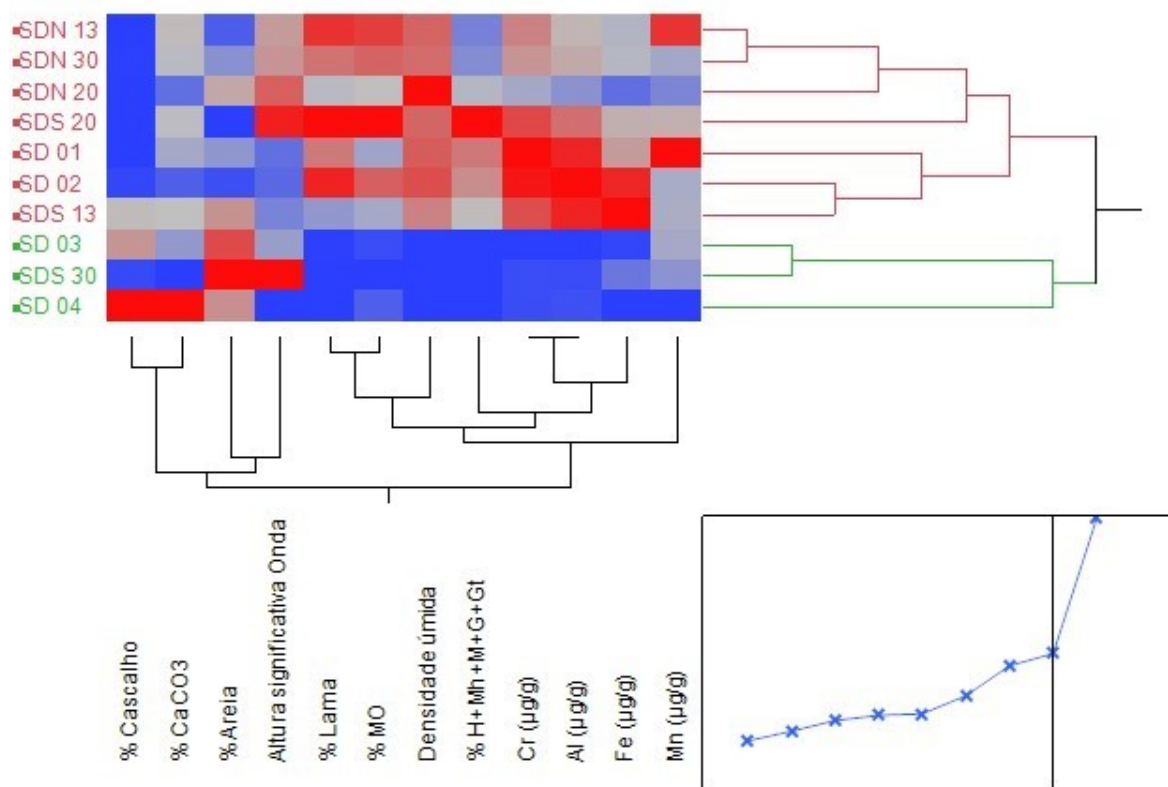 SDN 13
SDN 30
SDN 20
SDS 20
SD 01
SD 02
SDS 13
SD 03
SDS 30
SD 04
% Cascalho
% CaCO3
%Areia
Altura significativa Onda
% Lama
% MO
Densidade úmida
% H+Mh+M+G+Gt
Cr (µg/g)
Al (µg/g)
Fe (µg/g)
Mn (µg/g)